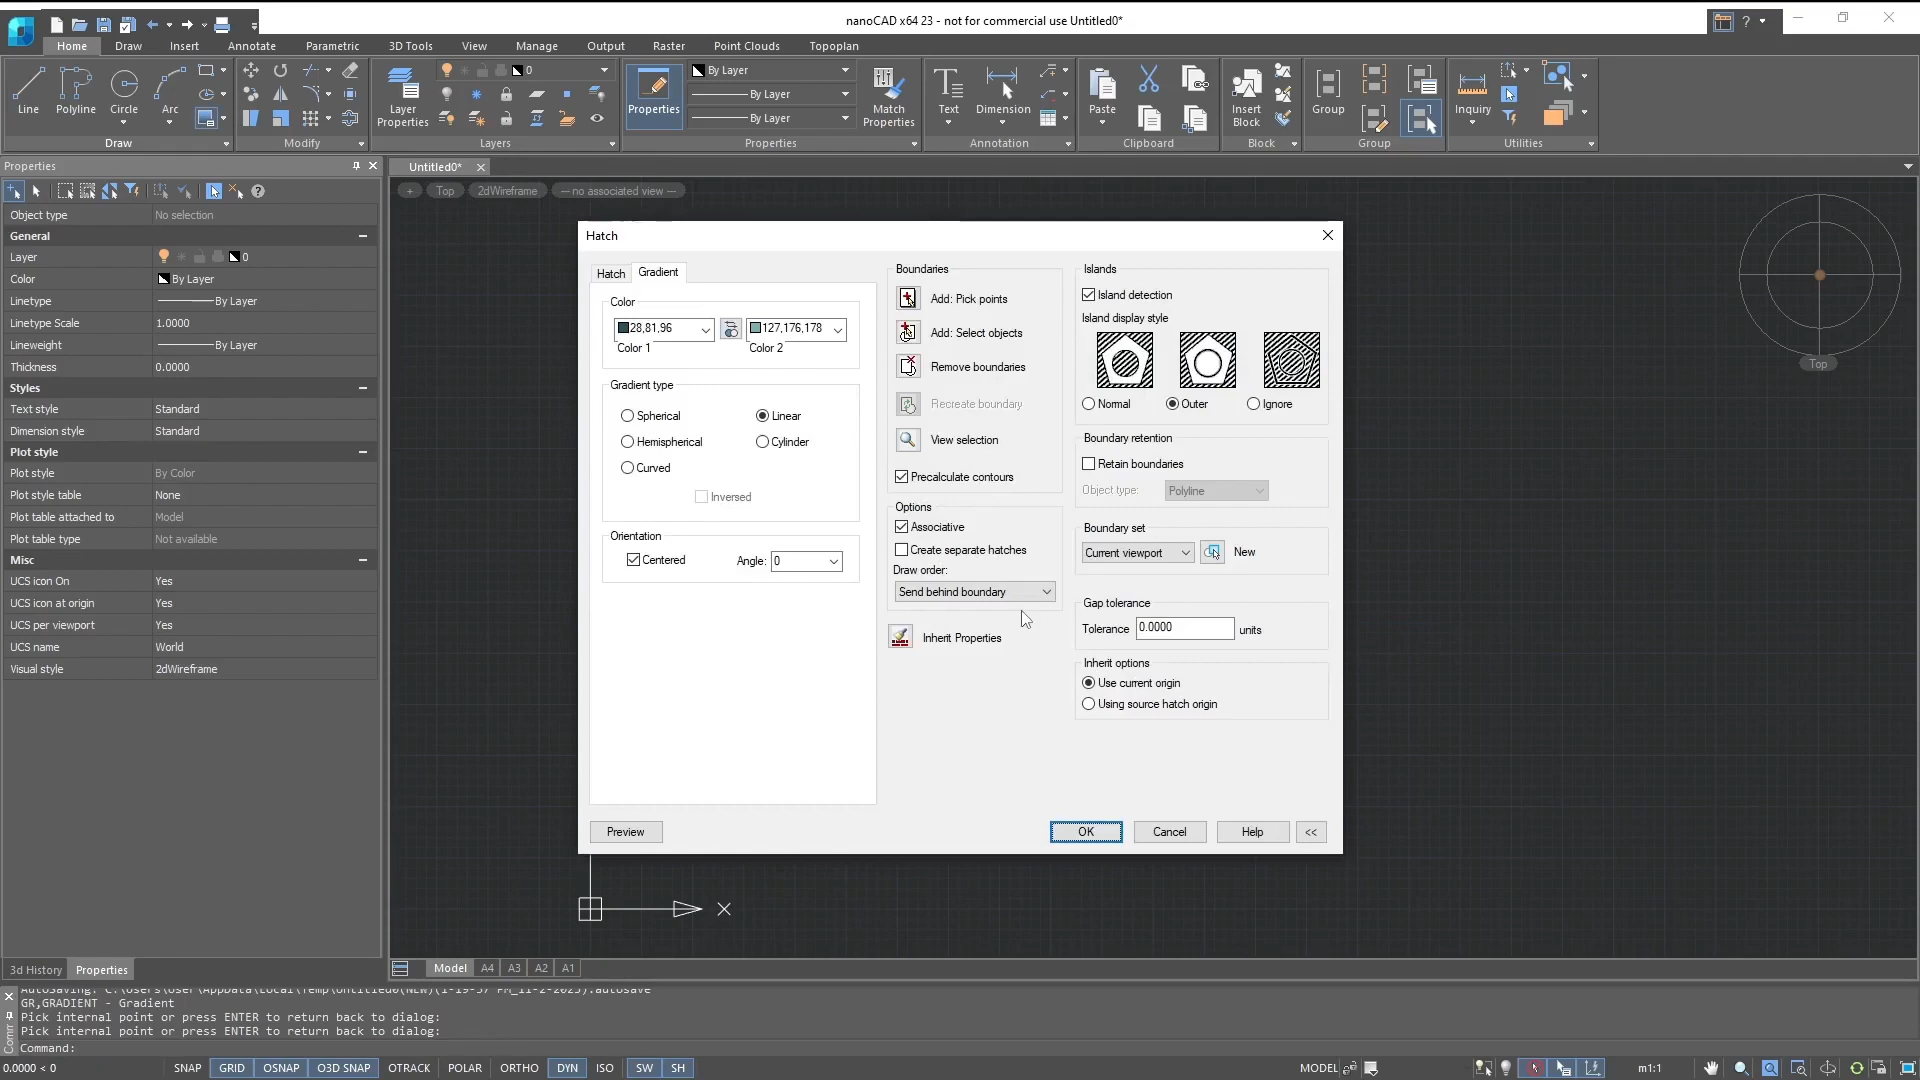 nanoCAD x64 23 - not for commercial use Untitled0*
?
Home Draw Insert Annotate Parametric 3D Tools View Manage Output Raster Point Clouds Topoplan
Line Polyline Circle Arc
Draw
Modify
Layer Properties
0
Layers
Properties
By Layer
By Layer
By Layer
Match Properties
Properties
Text Dimension
Annotation
Paste
Clipboard
Insert Block
Block
Group
Group
Inquiry
Utilities
Properties
Object type No selection
General
Layer 0
Color By Layer
Linetype By Layer
Linetype Scale 1.0000
Lineweight By Layer
Thickness 0.0000
Styles
Text style Standard
Dimension style Standard
Plot style
Plot style By Color
Plot style table None
Plot table attached to Model
Plot table type Not available
Misc
UCS icon On Yes
UCS icon at origin Yes
UCS per viewport Yes
UCS name World
Visual style 2dWireframe
3d History Properties
Untitled0*
+ Top 2dWireframe --- no associated view ---
Top
Hatch
Hatch Gradient
Color
28,81,96 127,176,178
Color 1 Color 2
Gradient type
Spherical Linear
Hemispherical Cylinder
Curved
Inversed
Orientation
Centered Angle: 0
Boundaries
Add: Pick points
Add: Select objects
Remove boundaries
Recreate boundary
View selection
Precalculate contours
Options
Associative
Create separate hatches
Draw order:
Send behind boundary
Inherit Properties
Islands
Island detection
Island display style
Normal Outer Ignore
Boundary retention
Retain boundaries
Object type: Polyline
Boundary set
Current viewport New
Gap tolerance
Tolerance 0.0000 units
Inherit options
Use current origin
Using source hatch origin
Preview OK Cancel Help <<
Model A4 A3 A2 A1
GR,GRADIENT - Gradient
Pick internal point or press ENTER to return back to dialog:
Pick internal point or press ENTER to return back to dialog:
Command:
0.0000 < 0 SNAP GRID OSNAP O3D SNAP OTRACK POLAR ORTHO DYN ISO SW SH MODEL m1:1